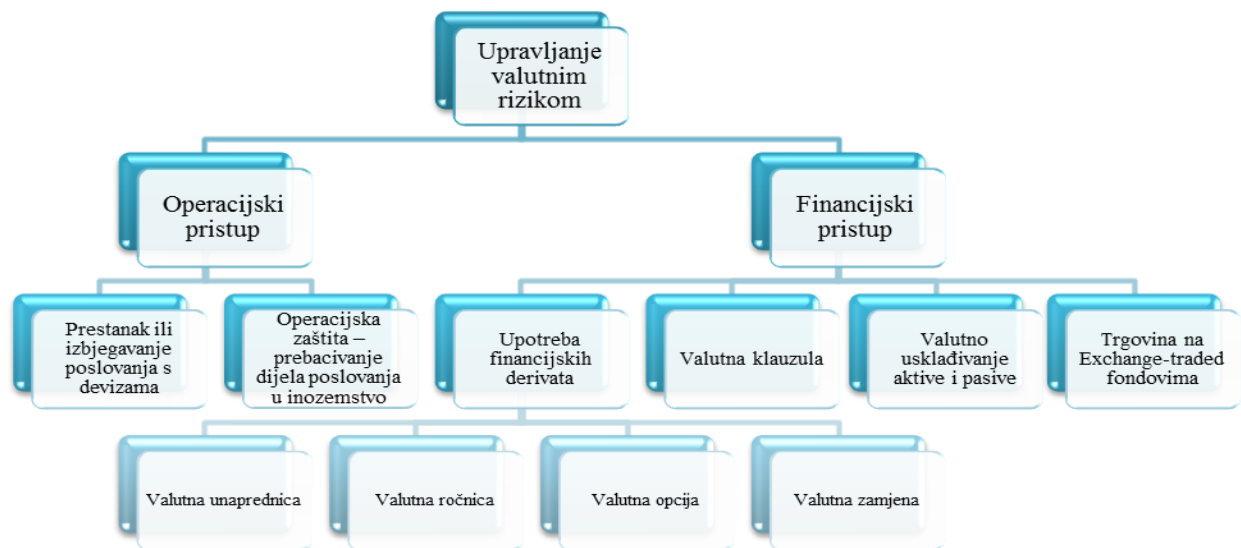 Upravljanje
valutnim
rizikom
Operacijski
pristup
Financijski
pristup
Prestanak ili
izbjegavanje
poslovanja s
devizama
Operacijska
zaštita –
prebacivanje
dijela poslovanja
u inozemstvo
Upotreba
financijskih
derivata
Valutna klauzula
Valutno
usklađivanje
aktive i pasive
Trgovina na
Exchange-traded
fondovima
Valutna unaprednica
Valutna ročnica
Valutna opcija
Valutna zamjena